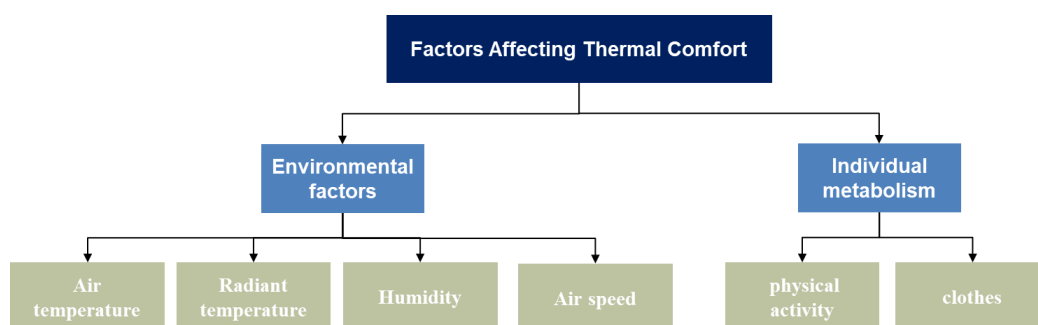 Factors Affecting Thermal Comfort
Environmental
factors
Individual
metabolism
Air
temperature
Radiant
temperature
Humidity
Air speed
physical
activity
clothes